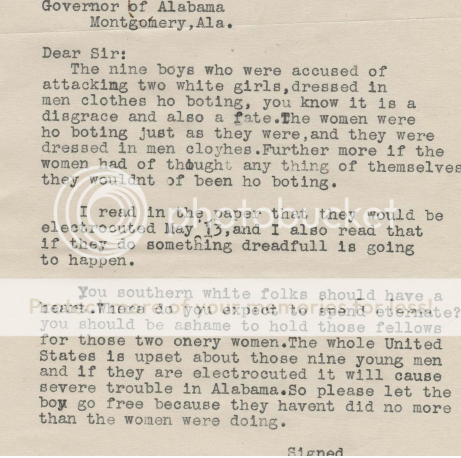 Governor of Alabama
Montgomery,Ala.
Dear Sir:
The nine boys who were accused of
attacking two white girls,dressed in
men clothes ho boting, you know it is a
disgrace and also a fate.The women were
ho boting just as they were,and they were
dressed in men cloyhes.Further more if the
women had of thought any thing of themselves
they wouldnt of been ho boting.
I read in the paper that they would be
electrocuted May 13,and I also read that
if they do something dreadfull is going
to happen.
You southern white folks should have a
heart.Where do yyou expect to spend eternate?
you should be ashame to hold those fellows
for those two onery women.The whole United
States is upset about those nine young men
and if they are electrocuted it will cause
severe trouble in Alabama.So please let the
boy go free because they havent did no more
than the women were doing.
Signed
photobucket